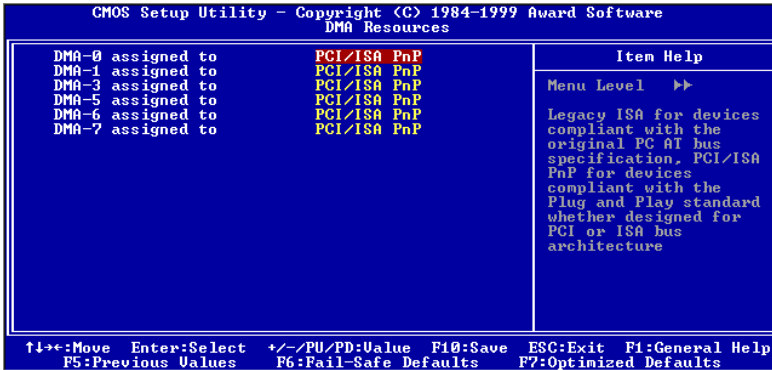 CMOS Setup Utility – Copyright (C) 1984-1999 Award Software
DMA Resources
DMA-0 assigned to PCI/ISA PnP
DMA-1 assigned to PCI/ISA PnP
DMA-3 assigned to PCI/ISA PnP
DMA-5 assigned to PCI/ISA PnP
DMA-6 assigned to PCI/ISA PnP
DMA-7 assigned to PCI/ISA PnP
Item Help
Menu Level ▸▸
Legacy ISA for devices
compliant with the
original PC AT bus
specification, PCI/ISA
PnP for devices
compliant with the
Plug and Play standard
whether designed for
PCI or ISA bus
architecture
↑↓→←:Move Enter:Select +/-/PU/PD:Value F10:Save ESC:Exit F1:General Help
F5:Previous Values F6:Fail-Safe Defaults F7:Optimized Defaults